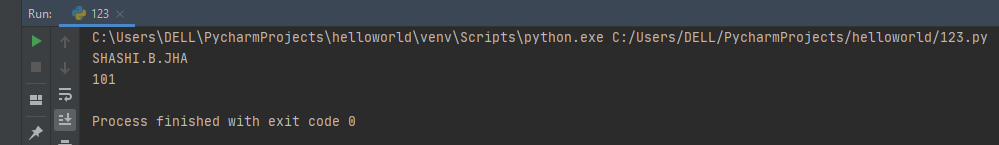 Run: 123
C:\Users\DELL\PycharmProjects\helloworld\venv\Scripts\python.exe C:/Users/DELL/PycharmProjects/helloworld/123.py
SHASHI.B.JHA
101
Process finished with exit code 0